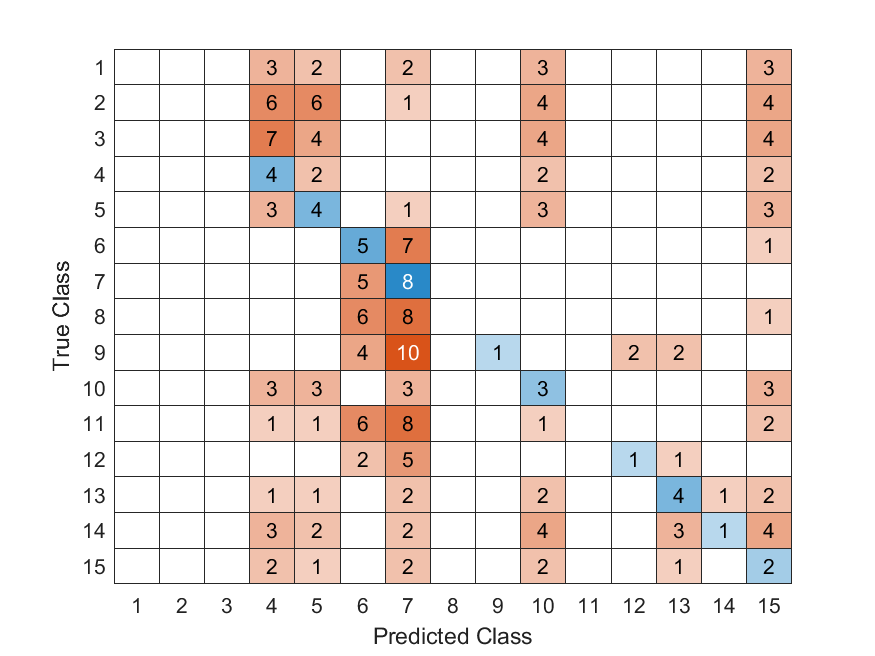 1 3 2 2 3 3
2 6 6 1 4 4
3 7 4 4 4
4 4 2 2 2
5 3 4 1 3 3
6 5 7 1
7 5 8
8 6 8 1
9 4 10 1 2 2
10 3 3 3 3 3
11 1 1 6 8 1 2
12 2 5 1 1
13 1 1 2 2 4 1 2
14 3 2 2 4 3 1 4
15 2 1 2 2 1 2
True Class
1 2 3 4 5 6 7 8 9 10 11 12 13 14 15
Predicted Class